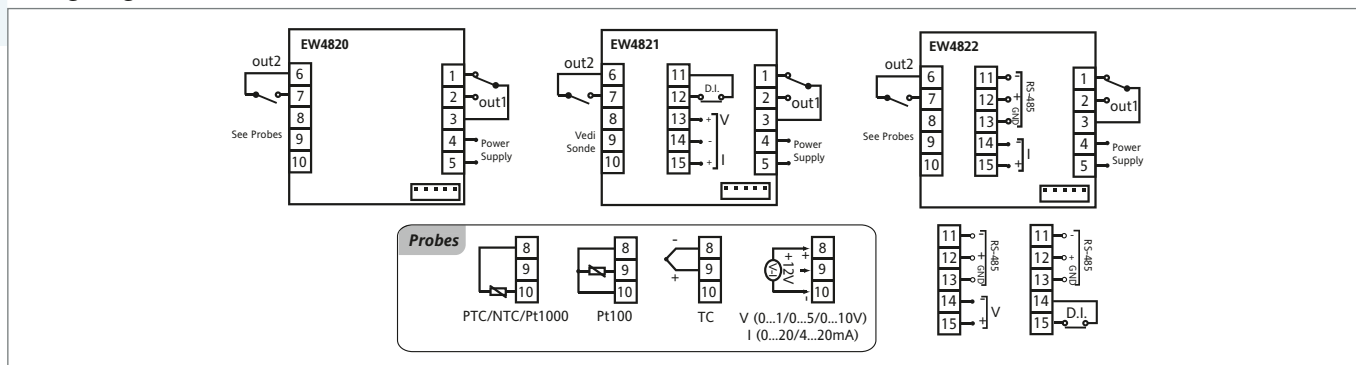 EW4820
out2
6
7
8
9
10
See Probes
1
2
3
4
5
out1
Power
Supply
EW4821
out2
6
7
8
9
10
Vedi
Sonde
11
12
13
14
15
D.I.
+
V
-
+
I
1
2
3
4
5
out1
Power
Supply
EW4822
out2
6
7
8
9
10
See Probes
11
12
13
14
15
-
+
GND
RS-485
-
+
I
1
2
3
4
5
out1
Power
Supply
Probes
8
9
10
PTC/NTC/Pt1000
8
9
10
Pt100
-
+
8
9
10
TC
V-I
+
+
12V
-
8
9
10
V (0...1/0...5/0...10V)
I (0...20/4...20mA)
11
12
13
14
15
-
+
GND
RS-485
-
+
V
11
12
13
14
15
-
+
GND
RS-485
D.I.